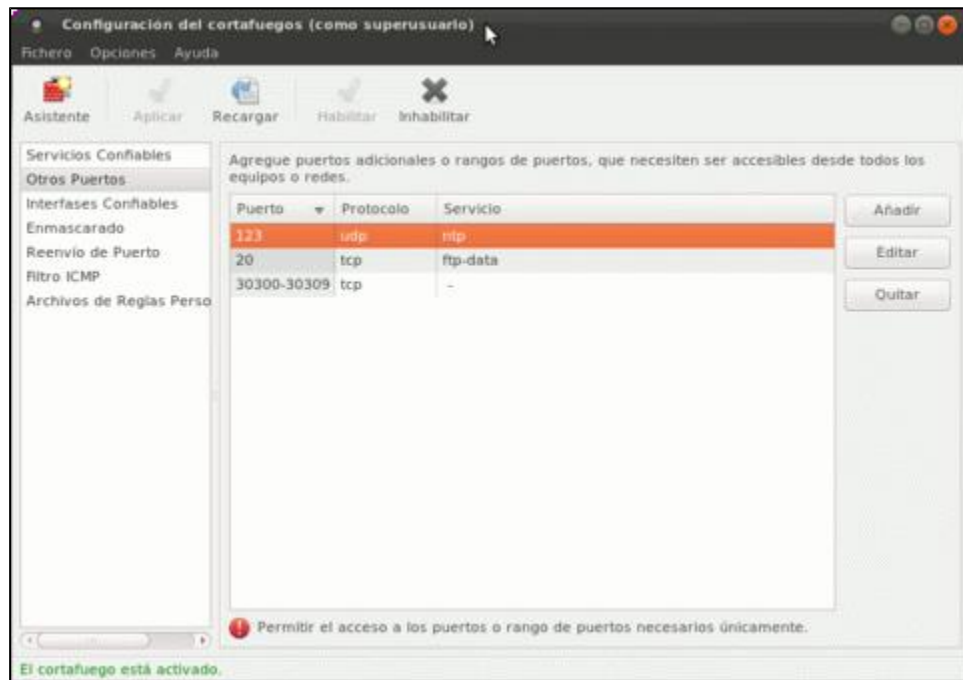 Configuración del cortafuegos (como superusuario)
Fichero Opciones Ayuda
Asistente Aplicar Recargar Habilitar Inhabilitar
Servicios Confiables
Otros Puertos
Interfases Confiables
Enmascarado
Reenvío de Puerto
Filtro ICMP
Archivos de Reglas Perso
Agregue puertos adicionales o rangos de puertos, que necesiten ser accesibles desde todos los
equipos o redes.
Puerto Protocolo Servicio
123 udp ntp
20 tcp ftp-data
30300-30309 tcp -
Añadir
Editar
Quitar
Permitir el acceso a los puertos o rango de puertos necesarios únicamente.
El cortafuego está activado.